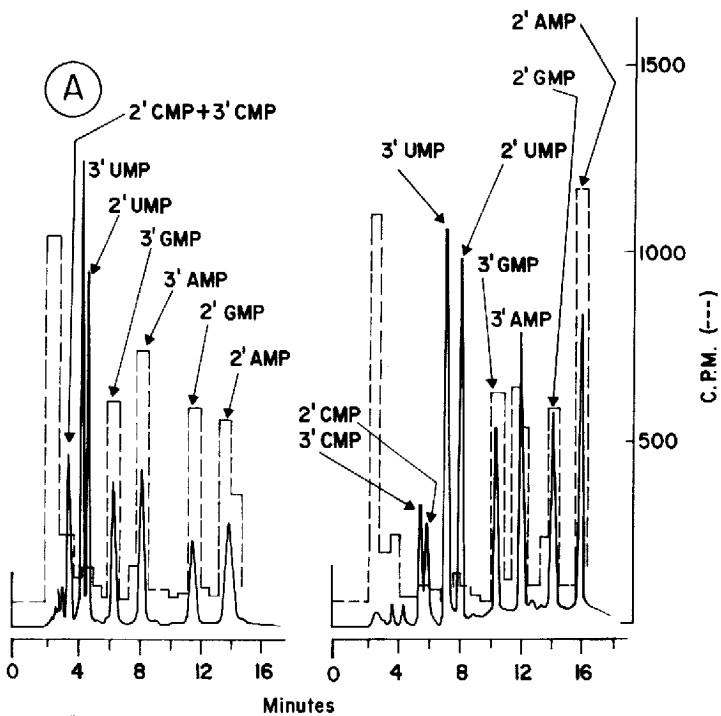 A
2' CMP+3' CMP
3' UMP
2' UMP
3' GMP
3' AMP
2' GMP
2' AMP
0 4 8 12 16
2' AMP
2' GMP
3' UMP
2' UMP
3' GMP
3' AMP
2' CMP
3' CMP
0 4 8 12 16
1500
1000
500
C.P.M. (---)
Minutes